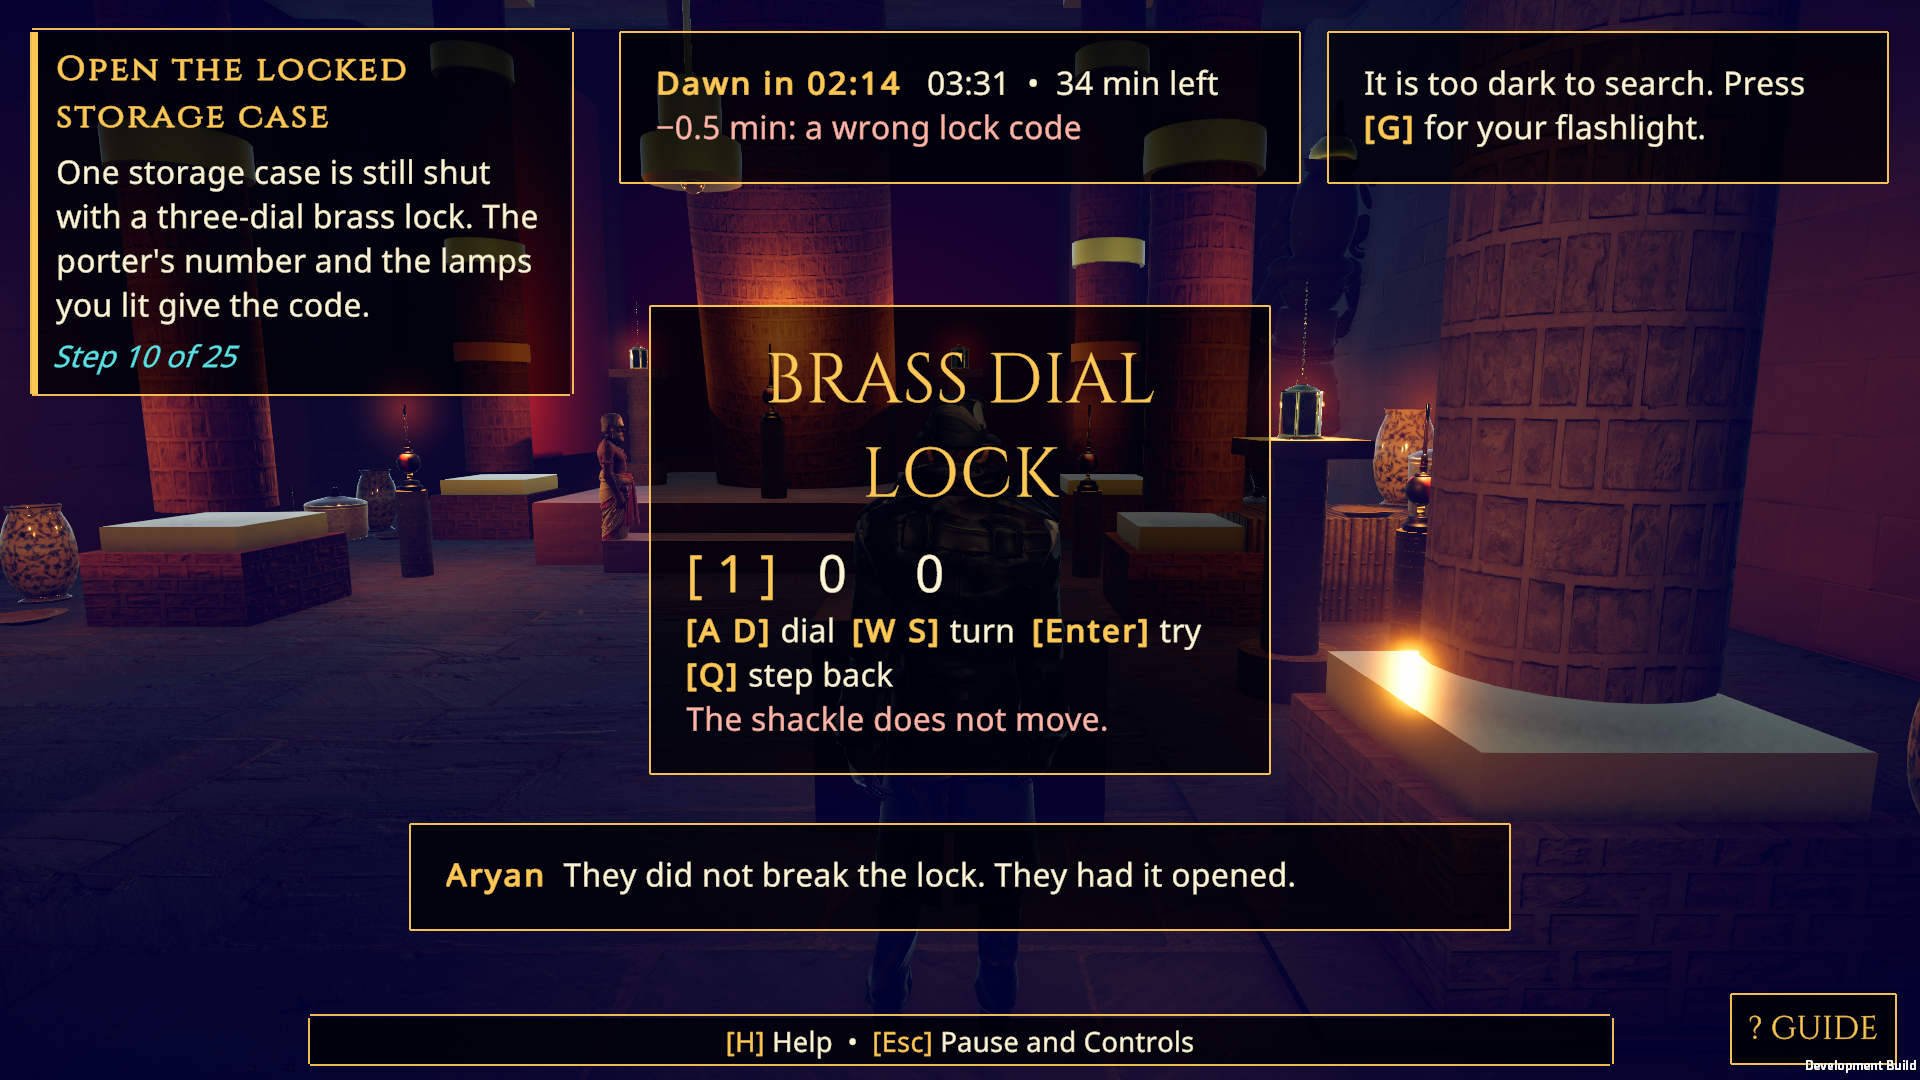 OPEN THE LOCKED
STORAGE CASE
One storage case is still shut
with a three-dial brass lock. The
porter's number and the lamps
you lit give the code.
Step 10 of 25
Dawn in 02:14 03:31 • 34 min left
−0.5 min: a wrong lock code
It is too dark to search. Press
[G] for your flashlight.
BRASS DIAL
LOCK
[ 1 ] 0 0
[A D] dial [W S] turn [Enter] try
[Q] step back
The shackle does not move.
Aryan They did not break the lock. They had it opened.
[H] Help • [Esc] Pause and Controls
? GUIDE
Development Build